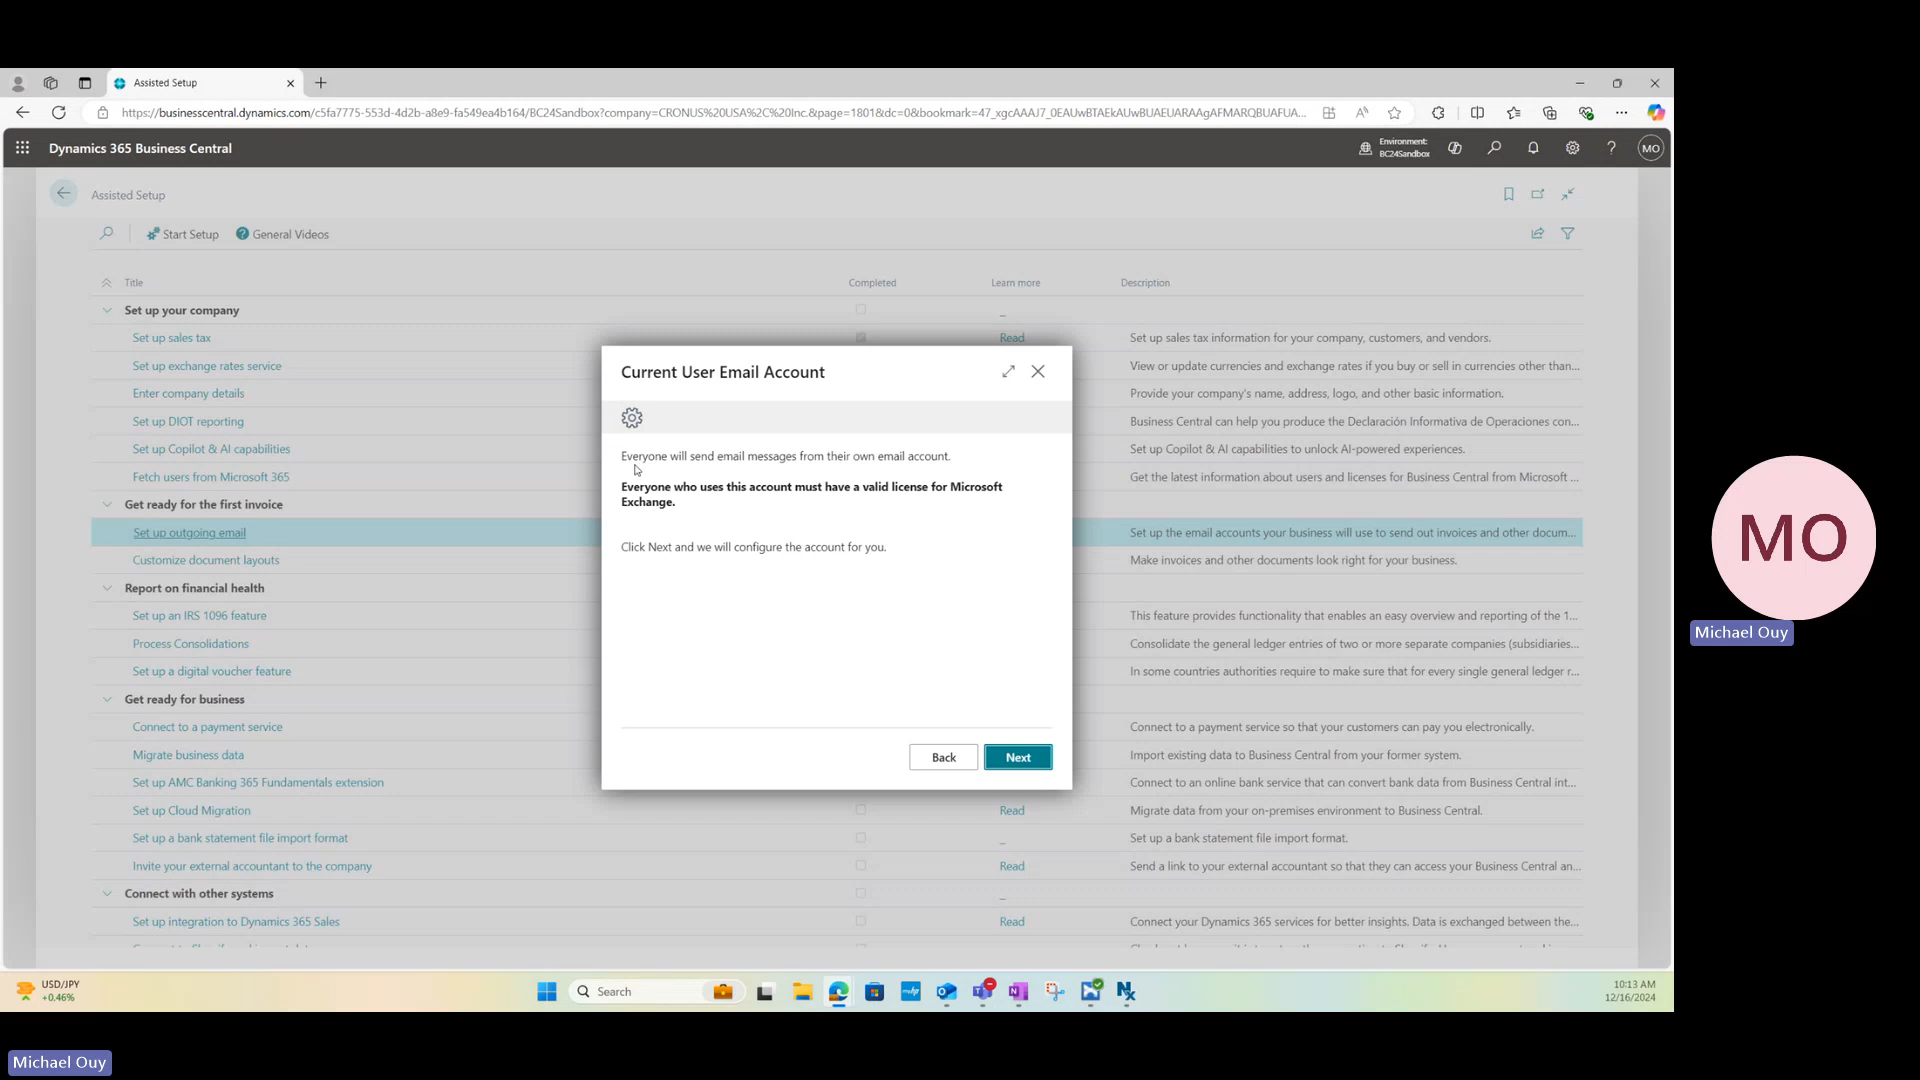 Assisted Setup
https://businesscentral.dynamics.com/c5fa7775-553d-4d2b-a8e9-fa549ea4b164/BC24Sandbox?company=CRONUS%20USA%2C%20Inc.&page=1801&dc=0&bookmark=47_xgcAAAJ7_0EAUwBTAEkAUwBUAEUARAAgAFMARQBUAFUA...
Dynamics 365 Business Central
Environment:
BC24Sandbox
MO
Assisted Setup
Start Setup
General Videos
Title Completed Learn more Description
Set up your company _
Set up sales tax Read Set up sales tax information for your company, customers, and vendors.
Set up exchange rates service View or update currencies and exchange rates if you buy or sell in currencies other than...
Enter company details Provide your company's name, address, logo, and other basic information.
Set up DIOT reporting Business Central can help you produce the Declaración Informativa de Operaciones con...
Set up Copilot & AI capabilities Set up Copilot & AI capabilities to unlock AI-powered experiences.
Fetch users from Microsoft 365 Get the latest information about users and licenses for Business Central from Microsoft ...
Get ready for the first invoice
Set up outgoing email Set up the email accounts your business will use to send out invoices and other docum...
Customize document layouts Make invoices and other documents look right for your business.
Report on financial health
Set up an IRS 1096 feature This feature provides functionality that enables an easy overview and reporting of the 1...
Process Consolidations Consolidate the general ledger entries of two or more separate companies (subsidiaries...
Set up a digital voucher feature In some countries authorities require to make sure that for every single general ledger r...
Get ready for business
Connect to a payment service Connect to a payment service so that your customers can pay you electronically.
Migrate business data Import existing data to Business Central from your former system.
Set up AMC Banking 365 Fundamentals extension Connect to an online bank service that can convert bank data from Business Central int...
Set up Cloud Migration Read Migrate data from your on-premises environment to Business Central.
Set up a bank statement file import format _ Set up a bank statement file import format.
Invite your external accountant to the company Read Send a link to your external accountant so that they can access your Business Central an...
Connect with other systems _
Set up integration to Dynamics 365 Sales Read Connect your Dynamics 365 services for better insights. Data is exchanged between the...
Current User Email Account
Everyone will send email messages from their own email account.
Everyone who uses this account must have a valid license for Microsoft
Exchange.
Click Next and we will configure the account for you.
Back
Next
MO
Michael Ouy
USD/JPY
+0.46%
Search
10:13 AM
12/16/2024
Michael Ouy